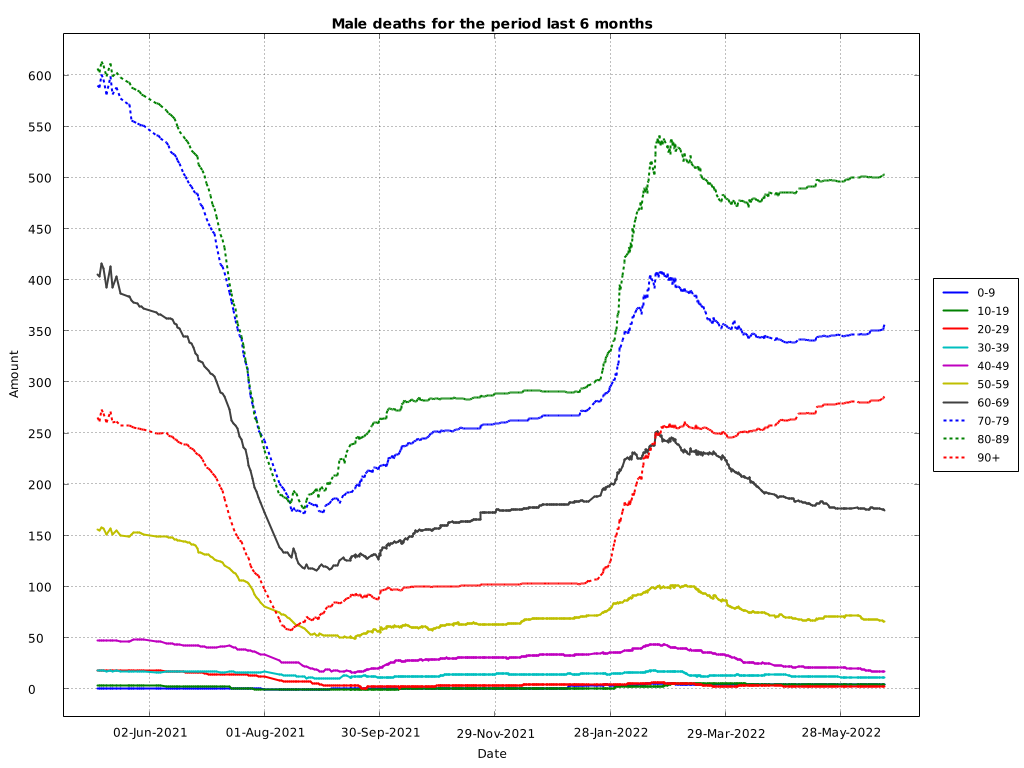 Male deaths for the period last 6 months
600
550
500
450
400
350
300
250
200
150
100
50
0
Amount
02-Jun-2021
01-Aug-2021
30-Sep-2021
29-Nov-2021
28-Jan-2022
29-Mar-2022
28-May-2022
Date
0-9
10-19
20-29
30-39
40-49
50-59
60-69
70-79
80-89
90+